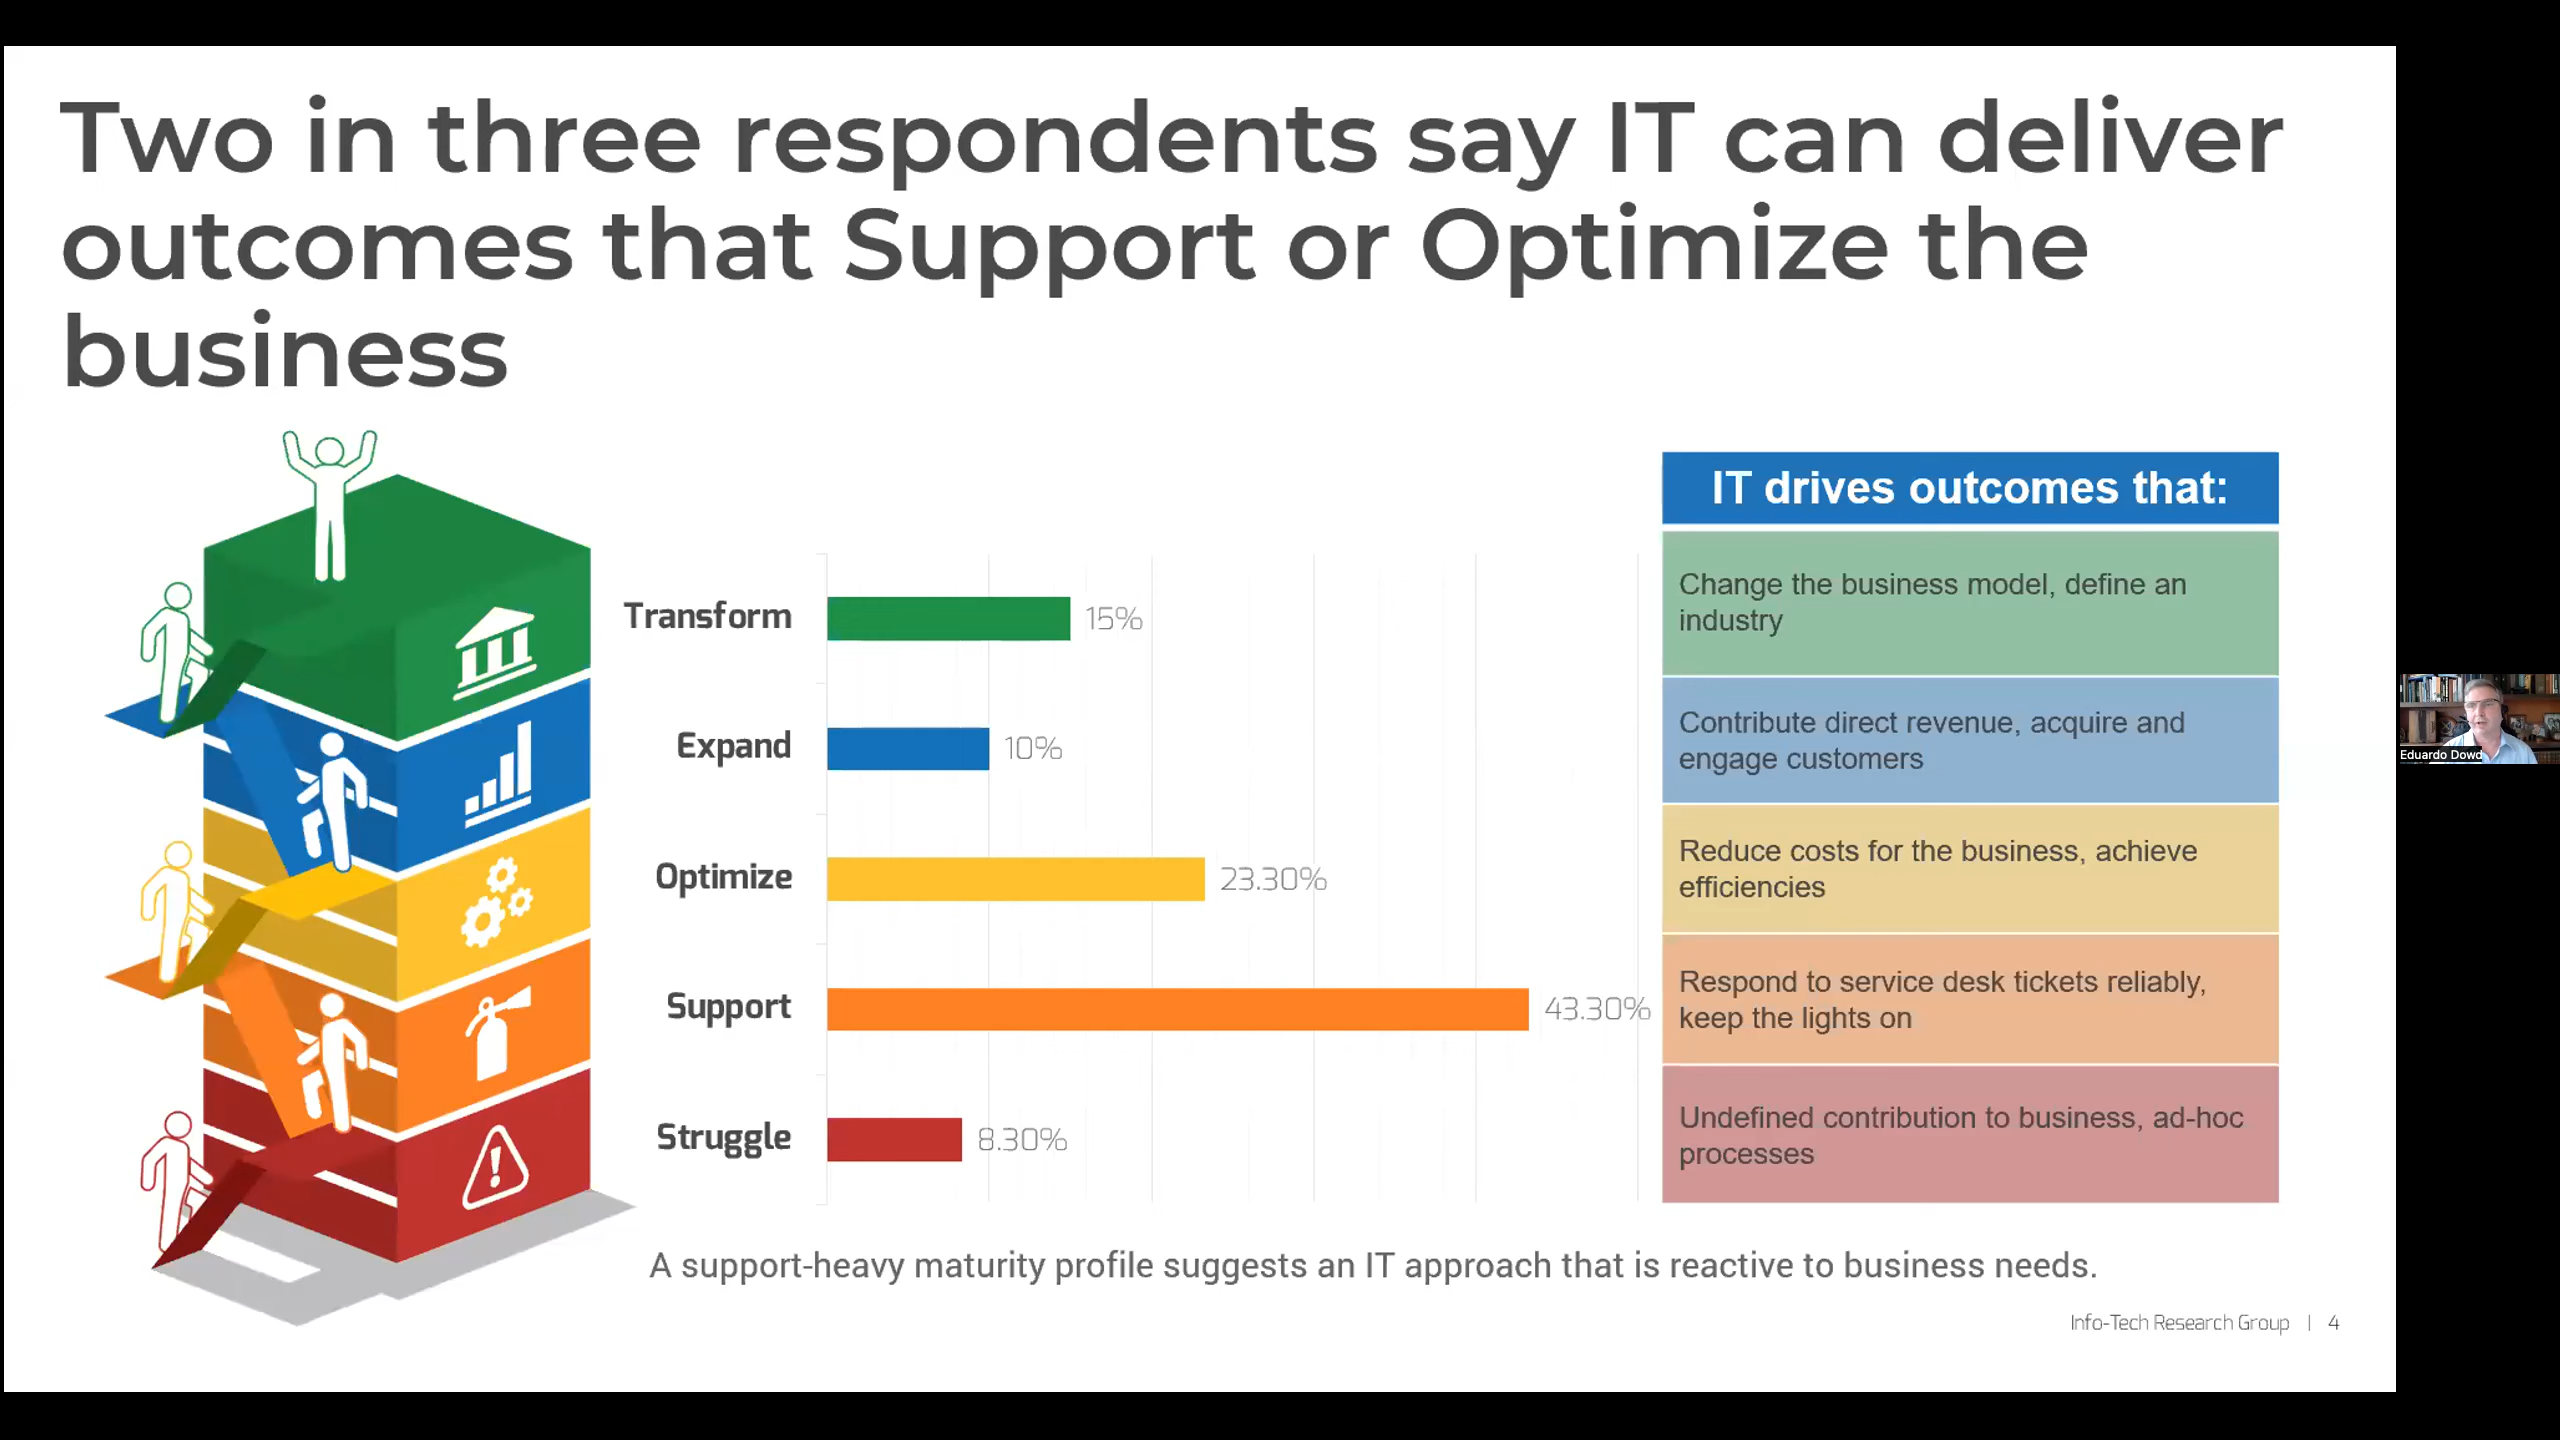 Two in three respondents say IT can deliver
outcomes that Support or Optimize the
business
Transform
15%
Expand
10%
Optimize
23.30%
Support
43.30%
Struggle
8.30%
IT drives outcomes that:
Change the business model, define an
industry
Contribute direct revenue, acquire and
engage customers
Reduce costs for the business, achieve
efficiencies
Respond to service desk tickets reliably,
keep the lights on
Undefined contribution to business, ad-hoc
processes
A support-heavy maturity profile suggests an IT approach that is reactive to business needs.
Info-Tech Research Group | 4
Eduardo Dowd